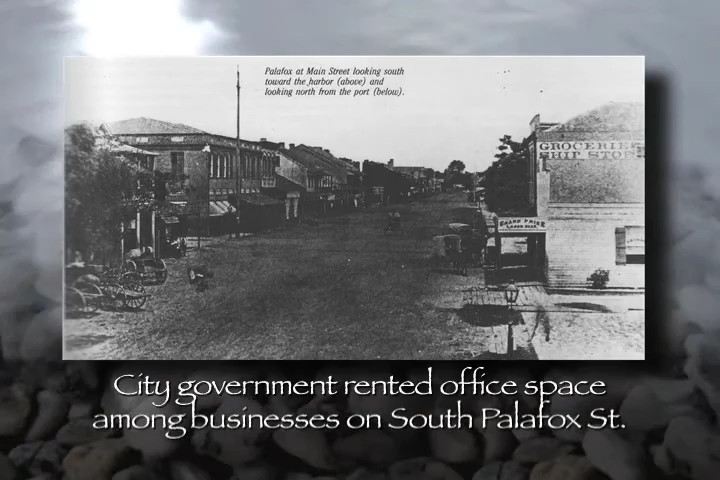 Palafox at Main Street looking south
toward the harbor (above) and
looking north from the port (below).
GROCERIES
SHIP STORES
City government rented office space
among businesses on South Palafox St.